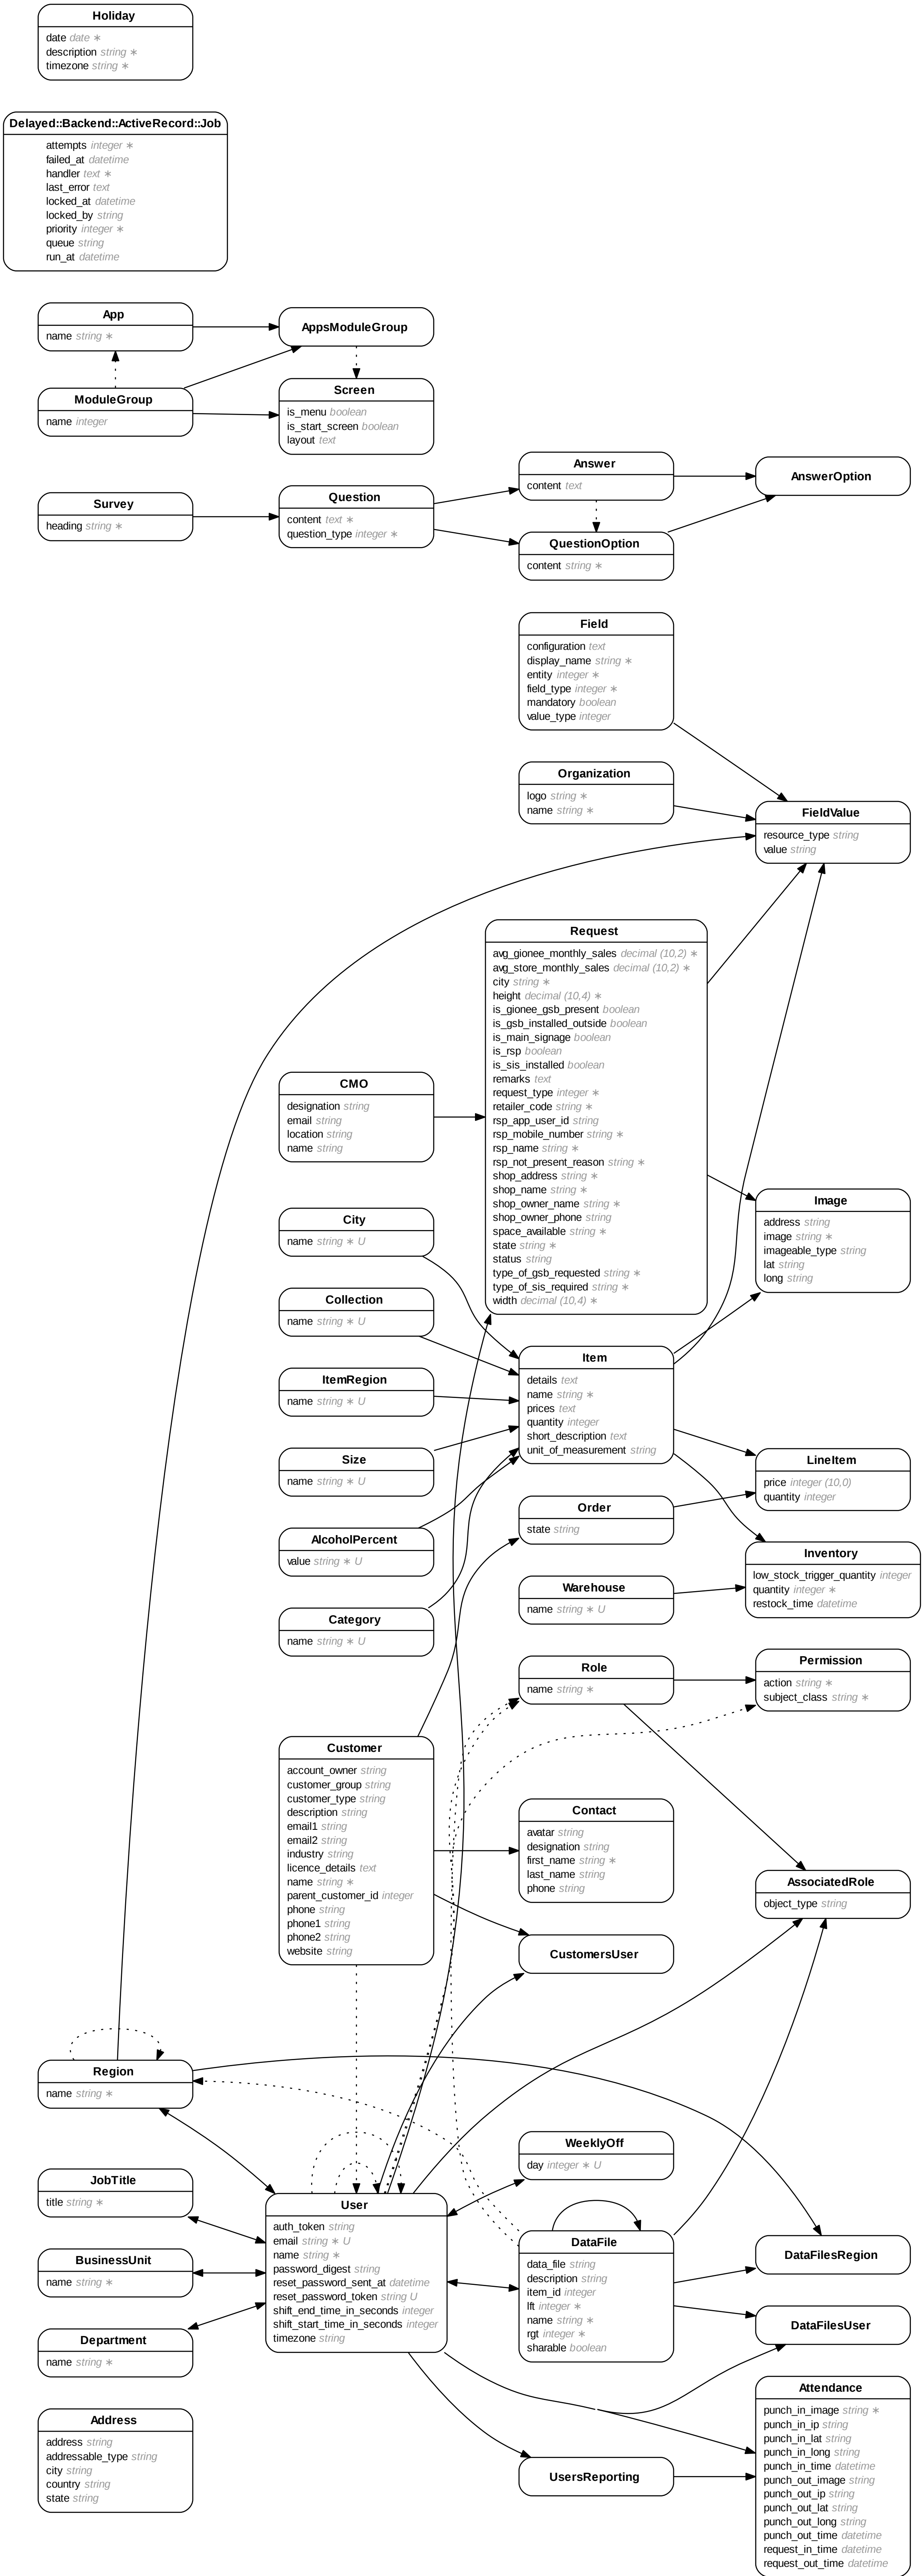 Holiday
date date ∗
description string ∗
timezone string ∗
Delayed::Backend::ActiveRecord::Job
attempts integer ∗
failed_at datetime
handler text ∗
last_error text
locked_at datetime
locked_by string
priority integer ∗
queue string
run_at datetime
App
name string ∗
AppsModuleGroup
ModuleGroup
name integer
Screen
is_menu boolean
is_start_screen boolean
layout text
Survey
heading string ∗
Question
content text ∗
question_type integer ∗
Answer
content text
AnswerOption
QuestionOption
content string ∗
Field
configuration text
display_name string ∗
entity integer ∗
field_type integer ∗
mandatory boolean
value_type integer
Organization
logo string ∗
name string ∗
FieldValue
resource_type string
value string
Request
avg_gionee_monthly_sales decimal (10,2) ∗
avg_store_monthly_sales decimal (10,2) ∗
city string ∗
height decimal (10,4) ∗
is_gionee_gsb_present boolean
is_gsb_installed_outside boolean
is_main_signage boolean
is_rsp boolean
is_sis_installed boolean
remarks text
request_type integer ∗
retailer_code string ∗
rsp_app_user_id string
rsp_mobile_number string ∗
rsp_name string ∗
rsp_not_present_reason string ∗
shop_address string ∗
shop_name string ∗
shop_owner_name string ∗
shop_owner_phone string
space_available string ∗
state string ∗
status string
type_of_gsb_requested string ∗
type_of_sis_required string ∗
width decimal (10,4) ∗
CMO
designation string
email string
location string
name string
City
name string ∗ U
Image
address string
image string ∗
imageable_type string
lat string
long string
Collection
name string ∗ U
ItemRegion
name string ∗ U
Item
details text
name string ∗
prices text
quantity integer
short_description text
unit_of_measurement string
Size
name string ∗ U
LineItem
price integer (10,0)
quantity integer
AlcoholPercent
value string ∗ U
Order
state string
Inventory
low_stock_trigger_quantity integer
quantity integer ∗
restock_time datetime
Category
name string ∗ U
Warehouse
name string ∗ U
Role
name string ∗
Permission
action string ∗
subject_class string ∗
Customer
account_owner string
customer_group string
customer_type string
description string
email1 string
email2 string
industry string
licence_details text
name string ∗
parent_customer_id integer
phone string
phone1 string
phone2 string
website string
Contact
avatar string
designation string
first_name string ∗
last_name string
phone string
AssociatedRole
object_type string
CustomersUser
Region
name string ∗
WeeklyOff
day integer ∗ U
JobTitle
title string ∗
User
auth_token string
email string ∗ U
name string ∗
password_digest string
reset_password_sent_at datetime
reset_password_token string U
shift_end_time_in_seconds integer
shift_start_time_in_seconds integer
timezone string
DataFile
data_file string
description string
item_id integer
lft integer ∗
name string ∗
rgt integer ∗
sharable boolean
DataFilesRegion
BusinessUnit
name string ∗
DataFilesUser
Department
name string ∗
Address
address string
addressable_type string
city string
country string
state string
UsersReporting
Attendance
punch_in_image string ∗
punch_in_ip string
punch_in_lat string
punch_in_long string
punch_in_time datetime
punch_out_image string
punch_out_ip string
punch_out_lat string
punch_out_long string
punch_out_time datetime
request_in_time datetime
request_out_time datetime